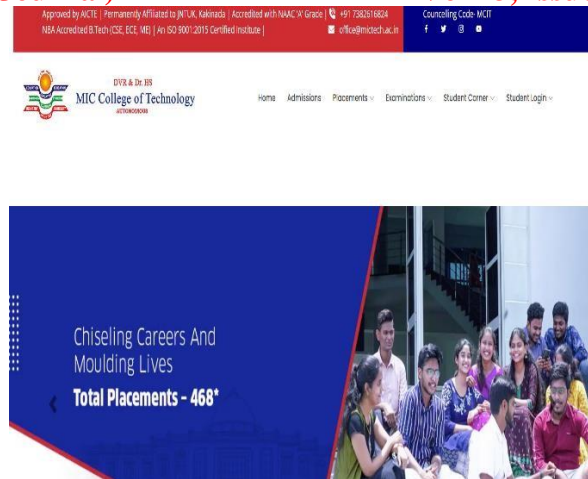 Approved by AICTE | Permanently Affiliated to JNTUK, Kakinada | Accredited with NAAC 'A' Grade | +91 7382616824
NBA Accredited B.Tech (CSE, ECE, ME) | An ISO 9001:2015 Certified Institute | office@mictech.ac.in
Councelling Code- MCIT
DVR & Dr. HS
MIC College of Technology
AUTONOMOUS
Home Admissions Placements Examinations Student Corner Student Login
Chiseling Careers And
Moulding Lives
Total Placements - 468*